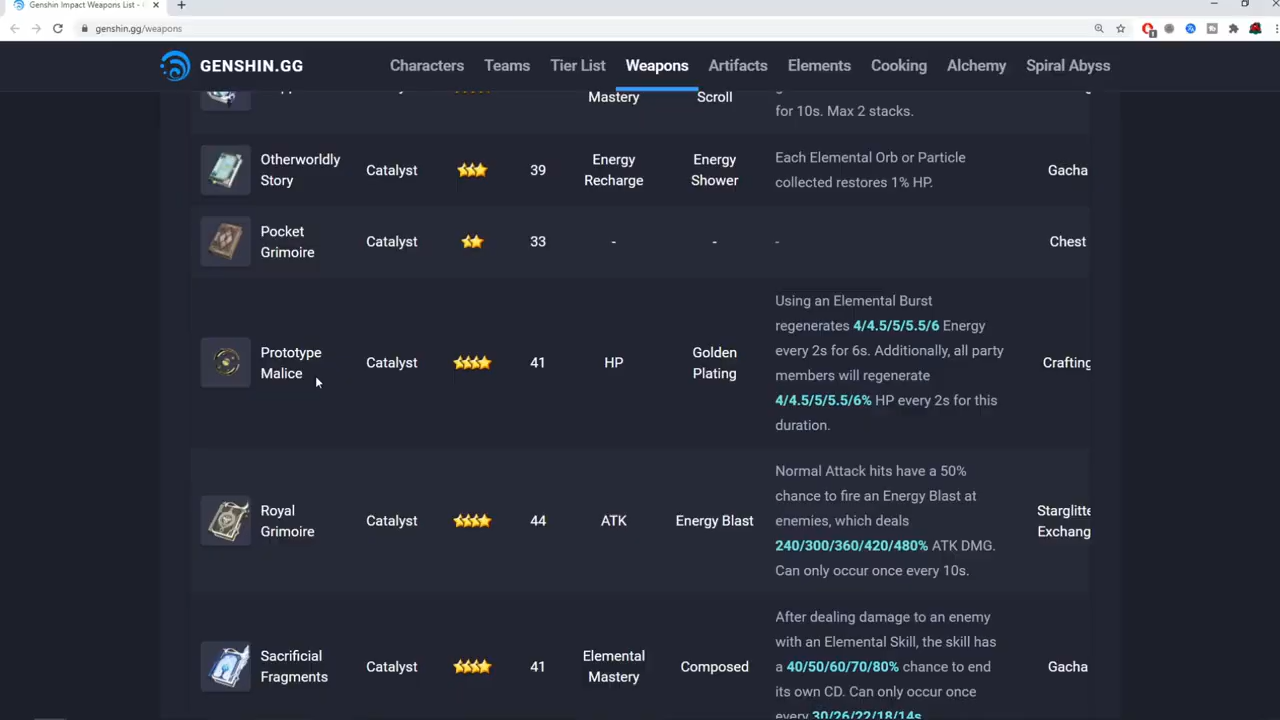 Genshin Impact Weapons List -
genshin.gg/weapons
GENSHIN.GG
Characters Teams Tier List Weapons Artifacts Elements Cooking Alchemy Spiral Abyss
Mastery
Scroll
for 10s. Max 2 stacks.
Otherworldly
Story
Catalyst
39
Energy
Recharge
Energy
Shower
Each Elemental Orb or Particle
collected restores 1% HP.
Gacha
Pocket
Grimoire
Catalyst
33
-
-
-
Chest
Prototype
Malice
Catalyst
41
HP
Golden
Plating
Using an Elemental Burst
regenerates 4/4.5/5/5.5/6 Energy
every 2s for 6s. Additionally, all party
members will regenerate
4/4.5/5/5.5/6% HP every 2s for this
duration.
Crafting
Royal
Grimoire
Catalyst
44
ATK
Energy Blast
Normal Attack hits have a 50%
chance to fire an Energy Blast at
enemies, which deals
240/300/360/420/480% ATK DMG.
Can only occur once every 10s.
Starglitte
Exchang
Sacrificial
Fragments
Catalyst
41
Elemental
Mastery
Composed
After dealing damage to an enemy
with an Elemental Skill, the skill has
a 40/50/60/70/80% chance to end
its own CD. Can only occur once
every 30/26/22/18/14s.
Gacha